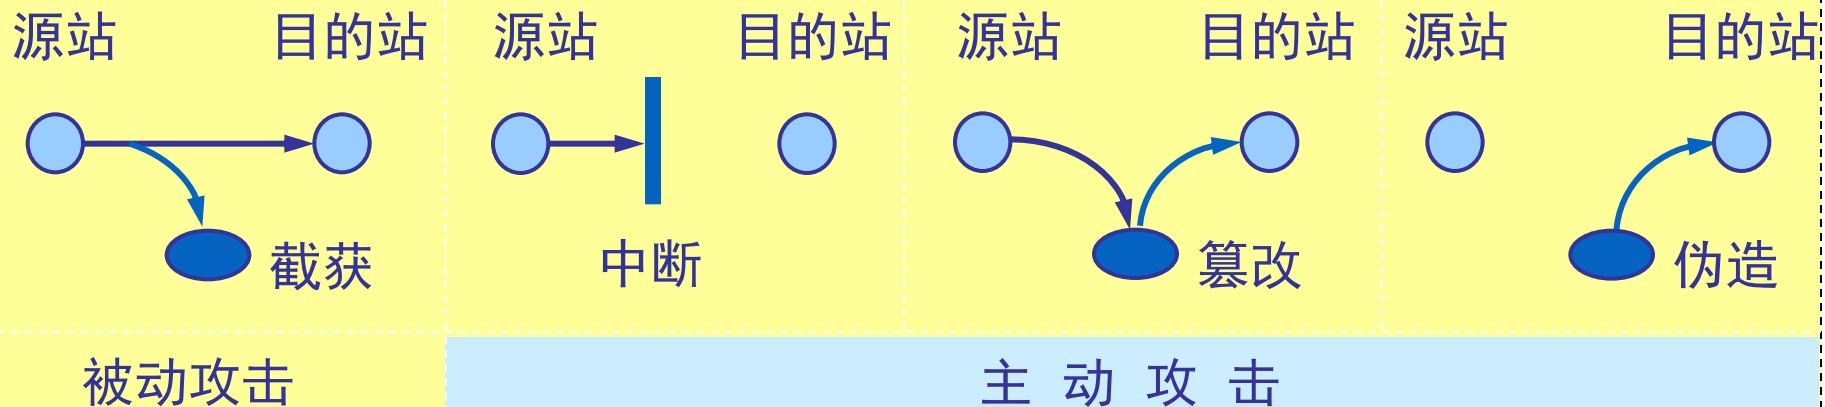 源站 目的站 源站 目的站 源站 目的站 源站 目的站
截获 中断 篡改 伪造
被动攻击 主动攻击